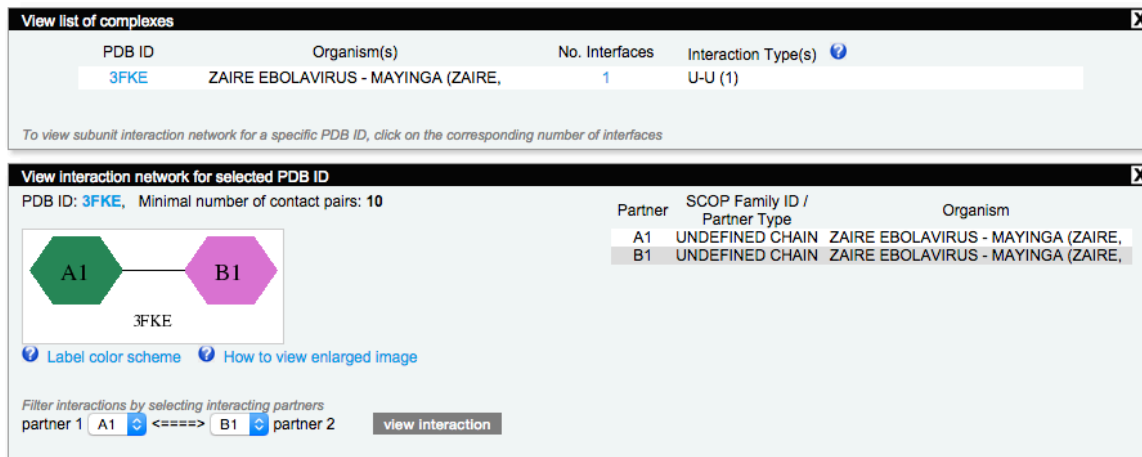 View list of complexes X
PDB ID Organism(s) No. Interfaces Interaction Type(s) ?
3FKE ZAIRE EBOLAVIRUS - MAYINGA (ZAIRE, 1 U-U (1)
To view subunit interaction network for a specific PDB ID, click on the corresponding number of interfaces
View interaction network for selected PDB ID X
PDB ID: 3FKE, Minimal number of contact pairs: 10
A1 B1
3FKE
? Label color scheme ? How to view enlarged image
Partner SCOP Family ID / Partner Type Organism
A1 UNDEFINED CHAIN ZAIRE EBOLAVIRUS - MAYINGA (ZAIRE,
B1 UNDEFINED CHAIN ZAIRE EBOLAVIRUS - MAYINGA (ZAIRE,
Filter interactions by selecting interacting partners
partner 1 A1 <====> B1 partner 2 view interaction